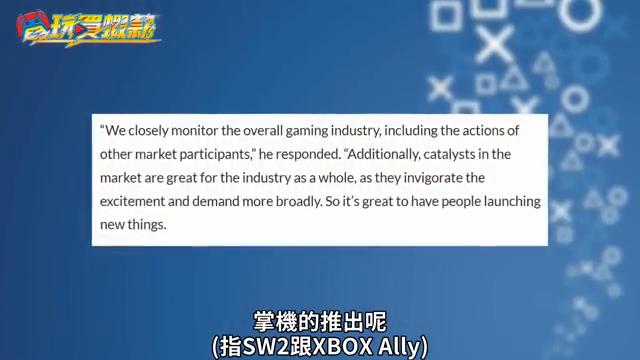 玩買蝦款
“We closely monitor the overall gaming industry, including the actions of
other market participants,” he responded. “Additionally, catalysts in the
market are great for the industry as a whole, as they invigorate the
excitement and demand more broadly. So it’s great to have people launching
new things.
掌機的推出呢
(指SW2跟XBOX Ally)